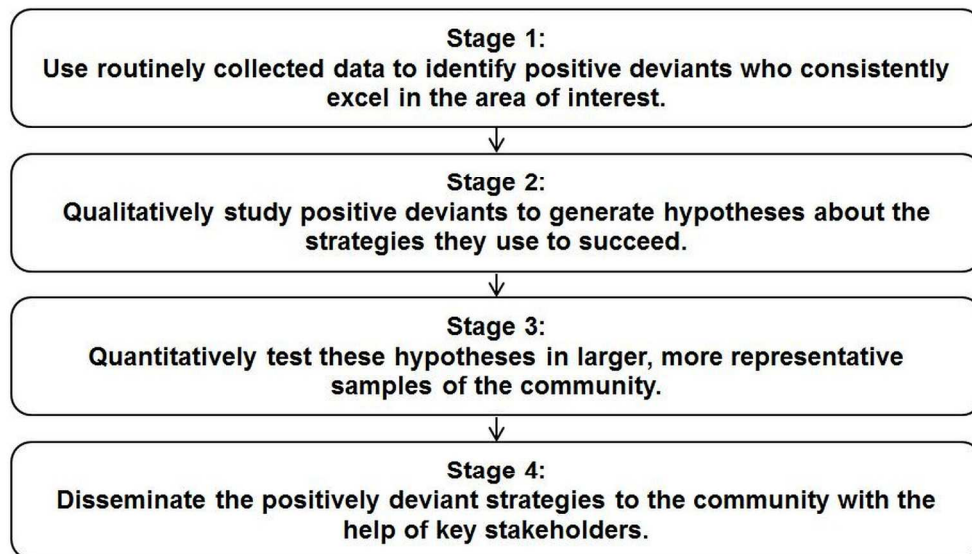 Stage 1:
Use routinely collected data to identify positive deviants who consistently
excel in the area of interest.
Stage 2:
Qualitatively study positive deviants to generate hypotheses about the
strategies they use to succeed.
Stage 3:
Quantitatively test these hypotheses in larger, more representative
samples of the community.
Stage 4:
Disseminate the positively deviant strategies to the community with the
help of key stakeholders.